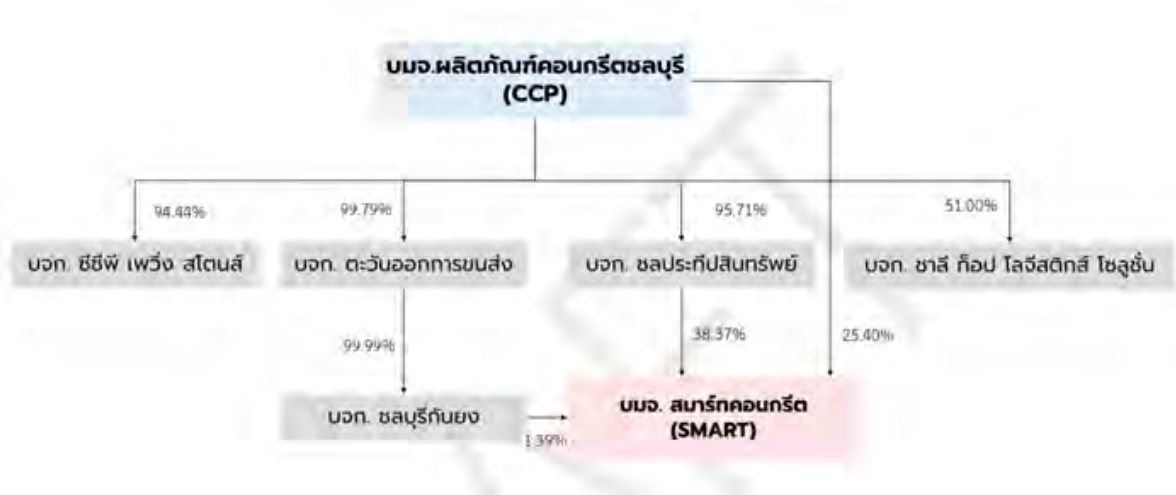 บมจ.ผลิตภัณฑ์คอนกรีตชลบุรี
(CCP)
94.44%
99.79%
95.71%
51.00%
บจก. ซีซีพี เพวิ่ง สโตนส์
บจก. ตะวันออกการขนส่ง
บจก. ชลประทีปสินทรัพย์
บจก. ชาลี ท็อป โลจีสติกส์ โซลูชั่น
99.99%
38.37%
25.40%
บจก. ชลบุรีกันยง
1.39%
บมจ. สมาร์ทคอนกรีต
(SMART)